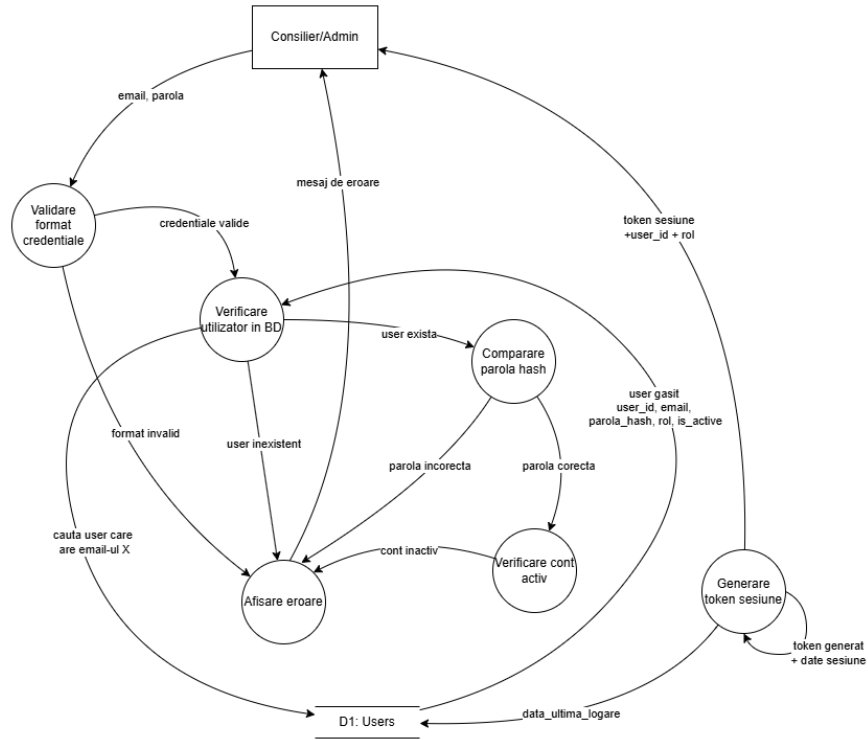 Consilier/Admin
email, parola
mesaj de eroare
Validare
format
credentiale
credentiale valide
token sesiune
+user_id + rol
Verificare
utilizator in BD
user exista
Comparare
parola hash
user gasit
user_id, email,
parola_hash, rol, is_active
format invalid
user inexistent
parola incorecta
parola corecta
cauta user care
are email-ul X
cont inactiv
Verificare cont
activ
Afisare eroare
Generare
token sesiune
token generat
+ date sesiune
D1: Users
data_ultima_logare